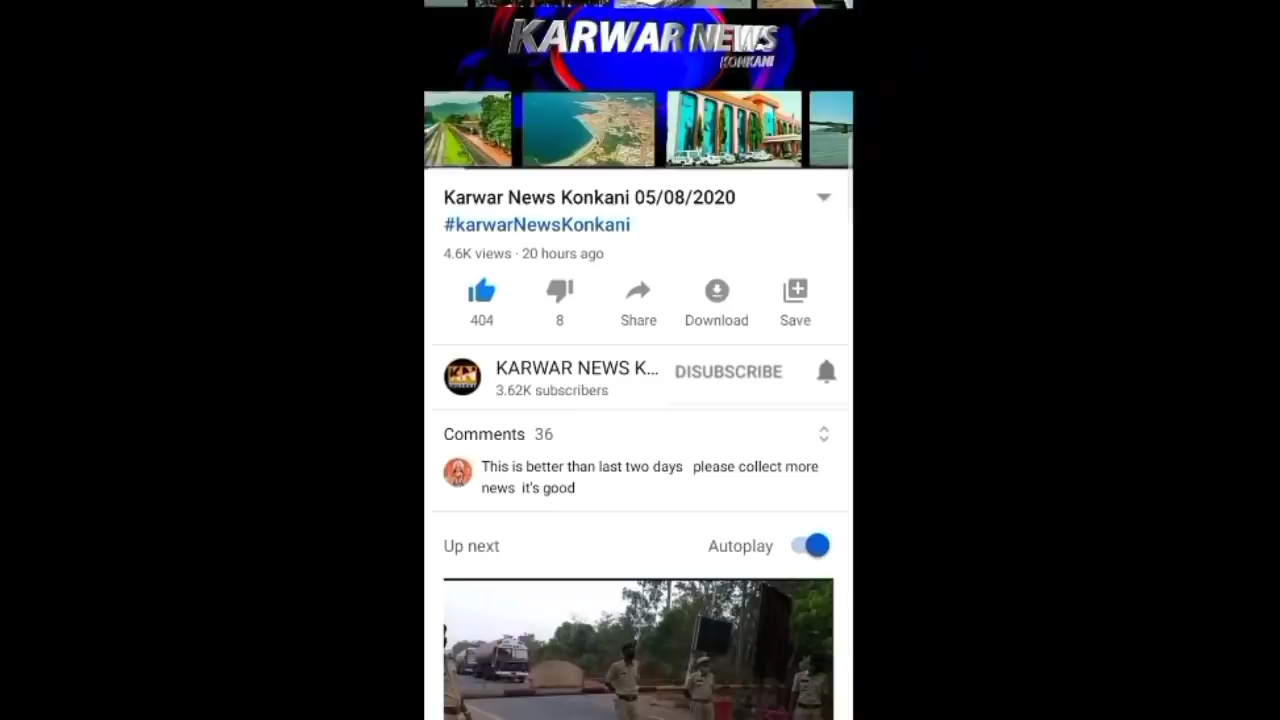 KARWAR NEWS
KONKANI
Karwar News Konkani 05/08/2020
#karwarNewsKonkani
4.6K views · 20 hours ago
404
8
Share
Download
Save
KN
KONKANI
KARWAR NEWS K...
DISUBSCRIBE
3.62K subscribers
Comments 36
This is better than last two days please collect more
news it's good
Up next
Autoplay